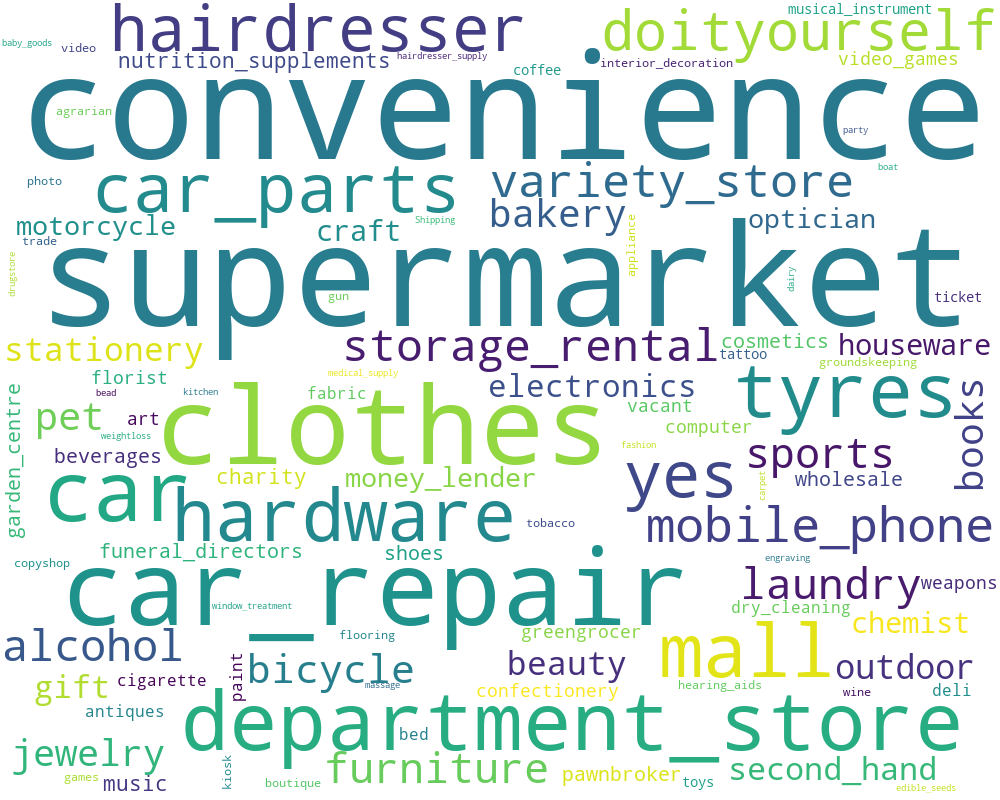 musical_instrument
hairdresser
doityourself
baby_goods
video
hairdresser_supply
nutrition_supplements
coffee
interior_decoration
video_games
convenience
agrarian
party
boat
photo
car_parts
variety_store
bakery
motorcycle
craft
Shipping
optician
trade
appliance
drugstore
supermarket
dairy
gun
ticket
stationery
storage_rental
cosmetics
tattoo
houseware
groundskeeping
florist
medical_supply
bead
kitchen
fabric
electronics
tyres
books
pet
art
clothes
vacant
computer
weightloss
fashion
garden_centre
beverages
sports
car
charity
money_lender
yes
wholesale
carpet
hardware
tobacco
mobile_phone
funeral_directors
shoes
engraving
copyshop
car_repair
laundry
weapons
window_treatment
dry_cleaning
alcohol
flooring
greengrocer
chemist
bicycle
beauty
mall
outdoor
paint
cigarette
gift
massage
confectionery
hearing_aids
wine
deli
antiques
department_store
bed
jewelry
kiosk
furniture
pawnbroker
second_hand
games
music
boutique
toys
edible_seeds